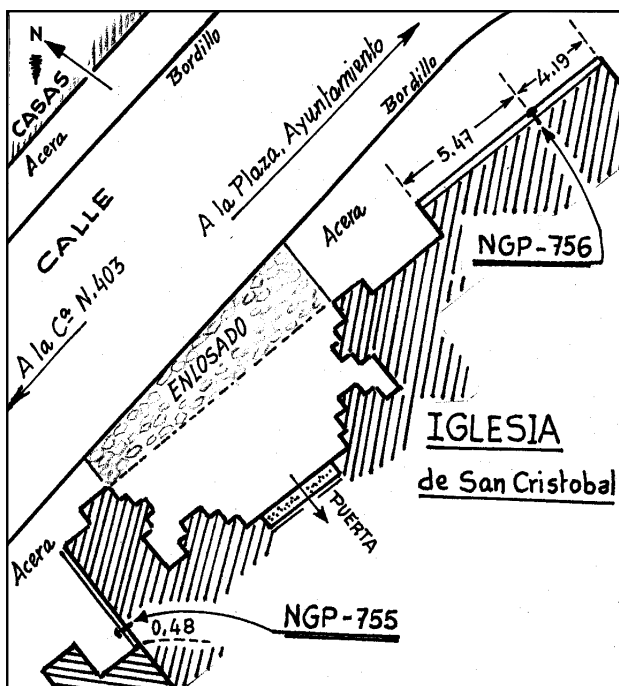 N
CASAS
Acera
Bordillo
CALLE
A la Plaza, Ayuntamiento
Bordillo
4.19
5.47
NGP-756
Acera
A la Cª N.403
ENLOSADO
IGLESIA
de San Cristobal
PUERTA
Acera
0,48
NGP-755